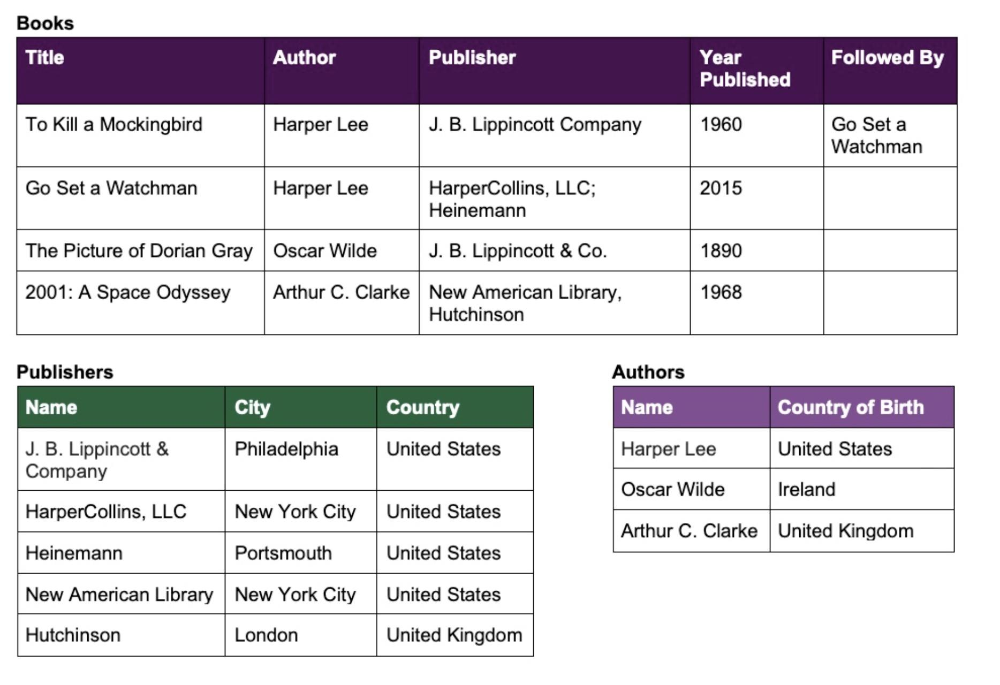 Books
Title Author Publisher Year Published Followed By
To Kill a Mockingbird Harper Lee J. B. Lippincott Company 1960 Go Set a Watchman
Go Set a Watchman Harper Lee HarperCollins, LLC; Heinemann 2015
The Picture of Dorian Gray Oscar Wilde J. B. Lippincott & Co. 1890
2001: A Space Odyssey Arthur C. Clarke New American Library, Hutchinson 1968
Publishers
Name City Country
J. B. Lippincott & Company Philadelphia United States
HarperCollins, LLC New York City United States
Heinemann Portsmouth United States
New American Library New York City United States
Hutchinson London United Kingdom
Authors
Name Country of Birth
Harper Lee United States
Oscar Wilde Ireland
Arthur C. Clarke United Kingdom